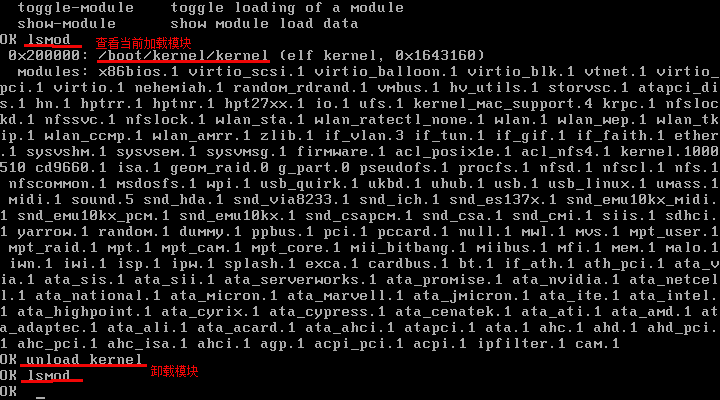 toggle-module toggle loading of a module
show-module show module load data
OK lsmod 查看当前加载模块
0x200000: /boot/kernel/kernel (elf kernel, 0x1643160)
modules: x86bios.1 virtio_scsi.1 virtio_balloon.1 virtio_blk.1 vtnet.1 virtio_
pci.1 virtio.1 nehemiah.1 random_rdrand.1 vmbus.1 hv_utils.1 storvsc.1 atapci_di
s.1 hn.1 hptrr.1 hptnr.1 hpt27xx.1 io.1 ufs.1 kernel_mac_support.4 krpc.1 nfsloc
kd.1 nfssvc.1 nfslock.1 wlan_sta.1 wlan_ratectl_none.1 wlan.1 wlan_wep.1 wlan_tk
ip.1 wlan_ccmp.1 wlan_amrr.1 zlib.1 if_vlan.3 if_tun.1 if_gif.1 if_faith.1 ether
.1 sysvshm.1 sysvsem.1 sysvmsg.1 firmware.1 acl_posix1e.1 acl_nfs4.1 kernel.1000
510 cd9660.1 isa.1 geom_raid.0 g_part.0 pseudofs.1 procfs.1 nfsd.1 nfscl.1 nfs.1
nfscommon.1 msdosfs.1 wpi.1 usb_quirk.1 ukbd.1 uhub.1 usb.1 usb_linux.1 umass.1
midi.1 sound.5 snd_hda.1 snd_via8233.1 snd_ich.1 snd_es137x.1 snd_emu10kx_midi.
1 snd_emu10kx_pcm.1 snd_emu10kx.1 snd_csapcm.1 snd_csa.1 snd_cmi.1 siis.1 sdhci.
1 yarrow.1 random.1 dummy.1 ppbus.1 pci.1 pccard.1 null.1 mwl.1 mvs.1 mpt_user.1
mpt_raid.1 mpt.1 mpt_cam.1 mpt_core.1 mii_bitbang.1 miibus.1 mfi.1 mem.1 malo.1
iwn.1 iwi.1 isp.1 ipw.1 splash.1 exca.1 cardbus.1 bt.1 if_ath.1 ath_pci.1 ata_v
ia.1 ata_sis.1 ata_sii.1 ata_serverworks.1 ata_promise.1 ata_nvidia.1 ata_netcel
l.1 ata_national.1 ata_micron.1 ata_marvell.1 ata_jmicron.1 ata_ite.1 ata_intel.
1 ata_highpoint.1 ata_cyrix.1 ata_cypress.1 ata_cenatek.1 ata_ati.1 ata_amd.1 at
a_adaptec.1 ata_ali.1 ata_acard.1 ata_ahci.1 atapci.1 ata.1 ahc.1 ahd.1 ahd_pci.
1 ahc_pci.1 ahc_isa.1 ahci.1 agp.1 acpi_pci.1 acpi.1 ipfilter.1 cam.1
OK unload kernel
OK lsmod 卸载模块
OK _